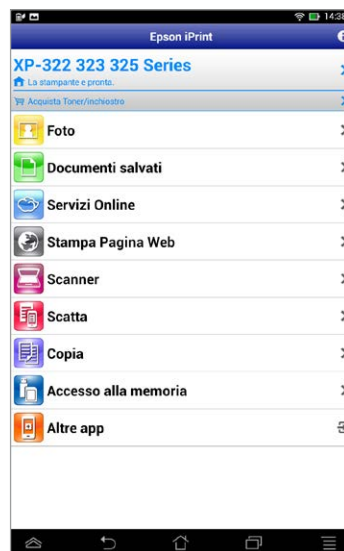 14:38
Epson iPrint
XP-322 323 325 Series
La stampante è pronta.
Acquista Toner/inchiostro
Foto
Documenti salvati
Servizi Online
Stampa Pagina Web
Scanner
Scatta
Copia
Accesso alla memoria
Altre app